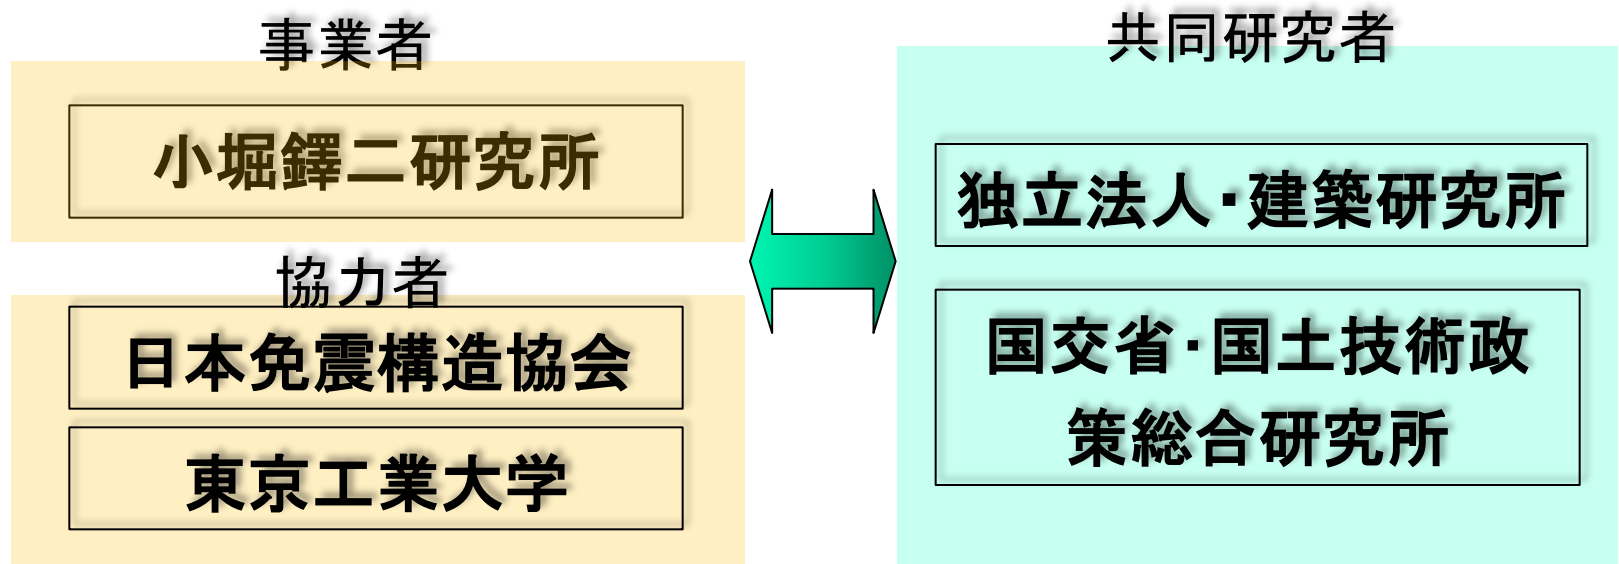 事業者
小堀鐸二研究所
協力者
日本免震構造協会
東京工業大学
共同研究者
独立法人・建築研究所
国交省・国土技術政
策総合研究所